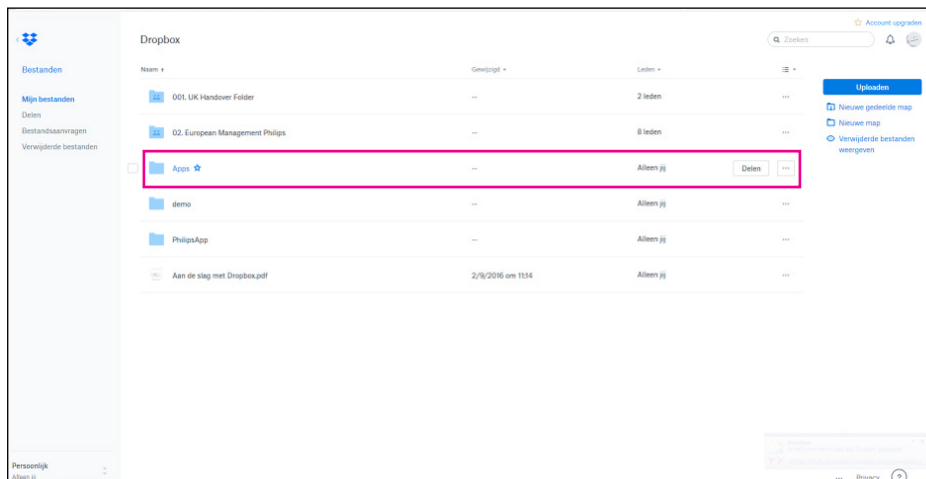 Account upgraden
Dropbox
Zoeken
Bestanden
Naam
Gewijzigd
Leden
Mijn bestanden
Delen
Bestandsaanvragen
Verwijderde bestanden
001. UK Handover Folder -- 2 leden ...
02. European Management Philips -- 8 leden ...
Apps -- Alleen jij Delen ...
demo -- Alleen jij ...
PhilipsApp -- Alleen jij ...
Aan de slag met Dropbox.pdf 2/9/2016 om 11:14 Alleen jij ...
Uploaden
Nieuwe gedeelde map
Nieuwe map
Verwijderde bestanden
weergeven
Persoonlijk
Alleen
... Privacy ?